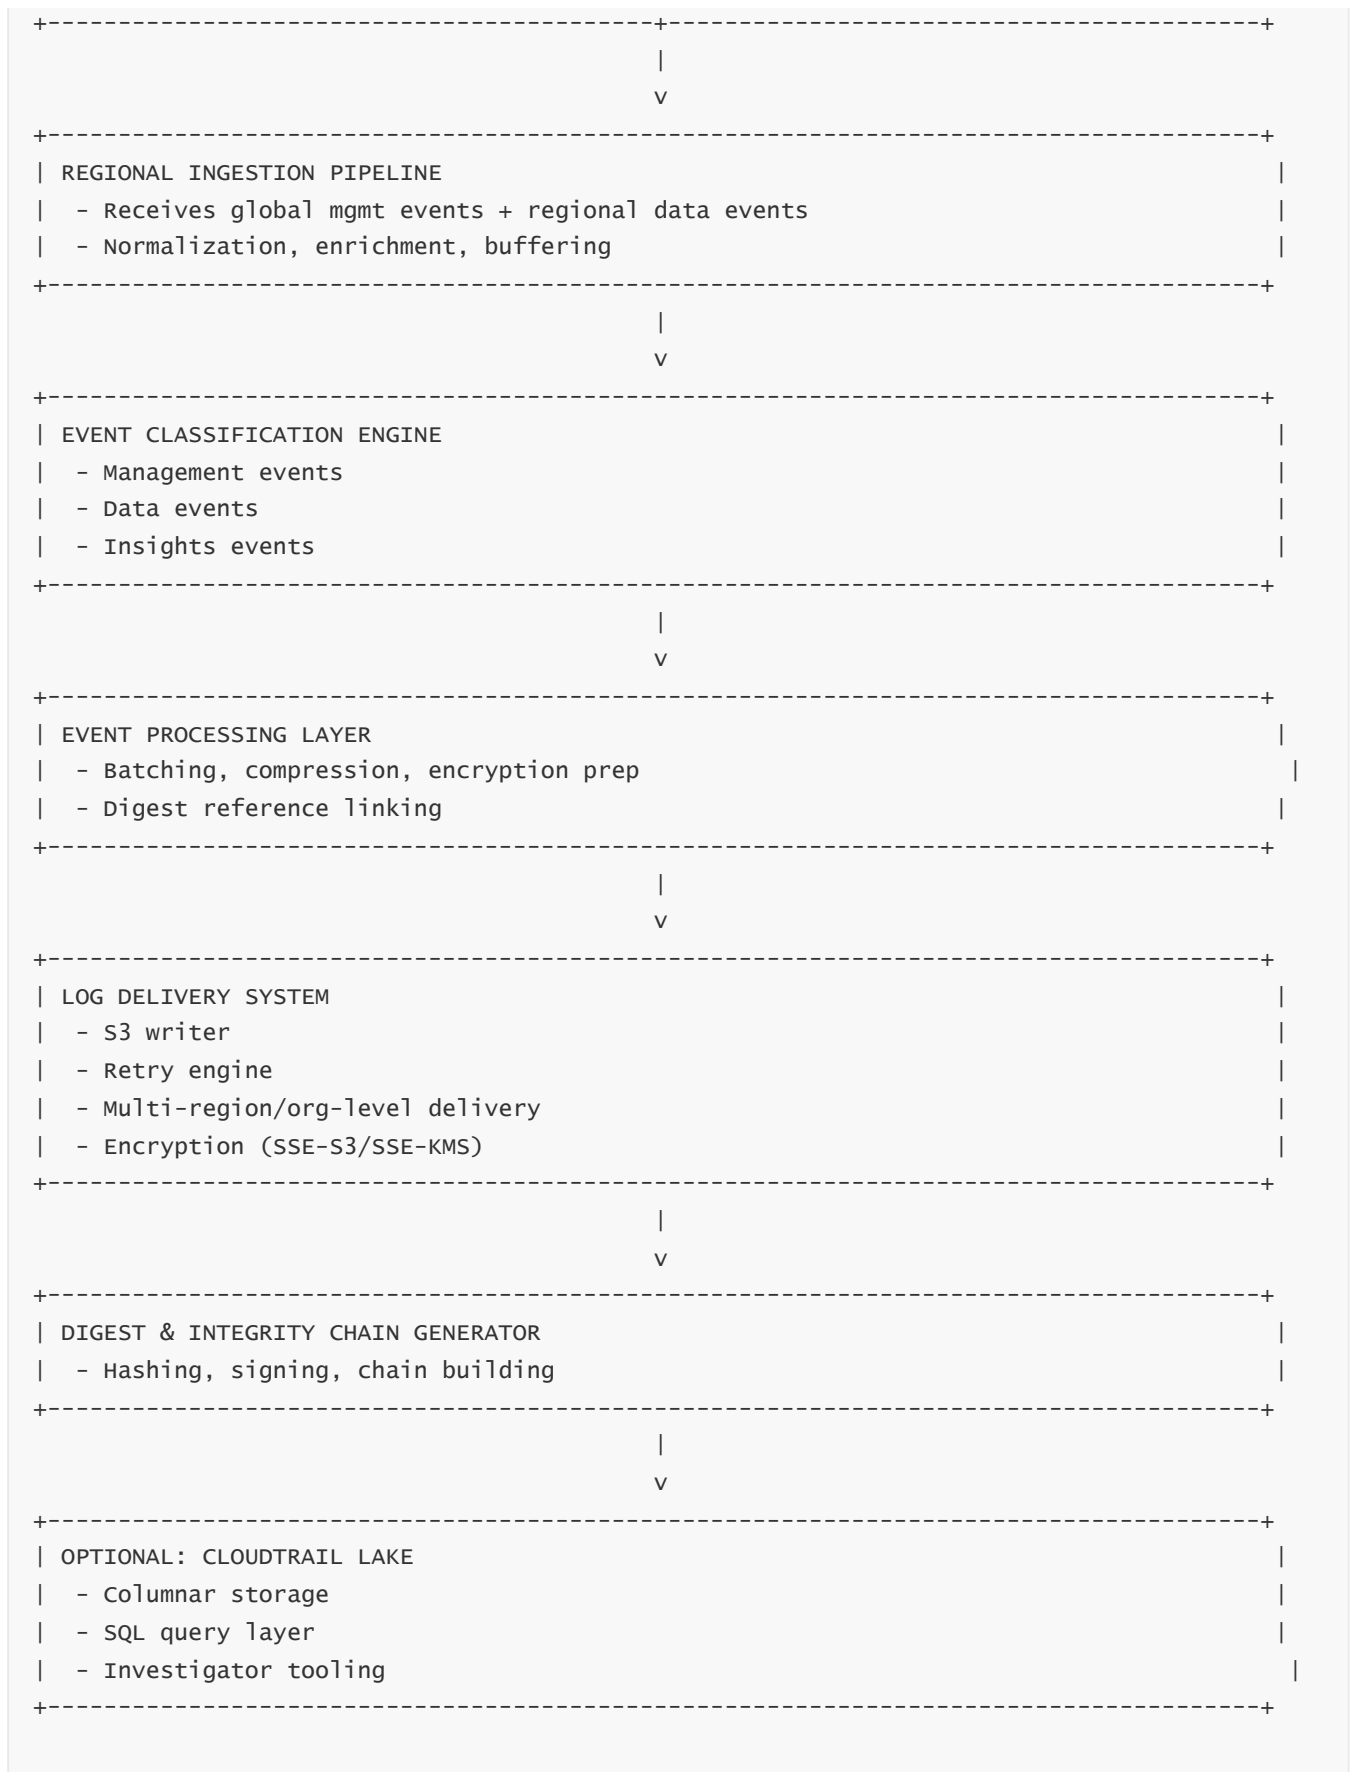 +-------------------------------------------+------------------------------------------+
                                            |
                                            v
+--------------------------------------------------------------------------------------+
| REGIONAL INGESTION PIPELINE                                                           |
|  - Receives global mgmt events + regional data events                                 |
|  - Normalization, enrichment, buffering                                               |
+--------------------------------------------------------------------------------------+
                                            |
                                            v
+--------------------------------------------------------------------------------------+
| EVENT CLASSIFICATION ENGINE                                                           |
|  - Management events                                                                  |
|  - Data events                                                                        |
|  - Insights events                                                                    |
+--------------------------------------------------------------------------------------+
                                            |
                                            v
+--------------------------------------------------------------------------------------+
| EVENT PROCESSING LAYER                                                                |
|  - Batching, compression, encryption prep                                              |
|  - Digest reference linking                                                           |
+--------------------------------------------------------------------------------------+
                                            |
                                            v
+--------------------------------------------------------------------------------------+
| LOG DELIVERY SYSTEM                                                                   |
|  - S3 writer                                                                          |
|  - Retry engine                                                                       |
|  - Multi-region/org-level delivery                                                    |
|  - Encryption (SSE-S3/SSE-KMS)                                                        |
+--------------------------------------------------------------------------------------+
                                            |
                                            v
+--------------------------------------------------------------------------------------+
| DIGEST & INTEGRITY CHAIN GENERATOR                                                    |
|  - Hashing, signing, chain building                                                   |
+--------------------------------------------------------------------------------------+
                                            |
                                            v
+--------------------------------------------------------------------------------------+
| OPTIONAL: CLOUDTRAIL LAKE                                                             |
|  - Columnar storage                                                                   |
|  - SQL query layer                                                                    |
|  - Investigator tooling                                                                |
+--------------------------------------------------------------------------------------+